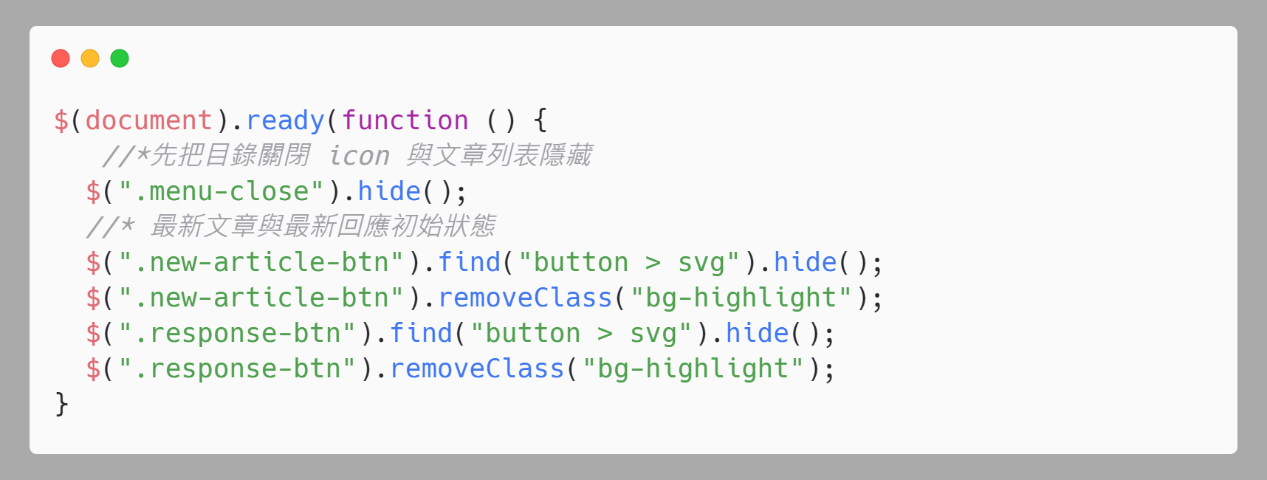 $(document).ready(function () {
   //*先把目錄關閉 icon 與文章列表隱藏
  $(".menu-close").hide();
  //* 最新文章與最新回應初始狀態
  $(".new-article-btn").find("button > svg").hide();
  $(".new-article-btn").removeClass("bg-highlight");
  $(".response-btn").find("button > svg").hide();
  $(".response-btn").removeClass("bg-highlight");
}